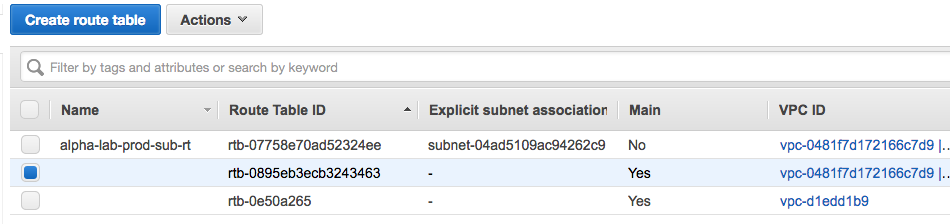 Create route table Actions
Filter by tags and attributes or search by keyword
Name Route Table ID Explicit subnet association Main VPC ID
alpha-lab-prod-sub-rt rtb-07758e70ad52324ee subnet-04ad5109ac94262c9 No vpc-0481f7d172166c7d9 |...
rtb-0895eb3ecb3243463 - Yes vpc-0481f7d172166c7d9 |...
rtb-0e50a265 - Yes vpc-d1edd1b9